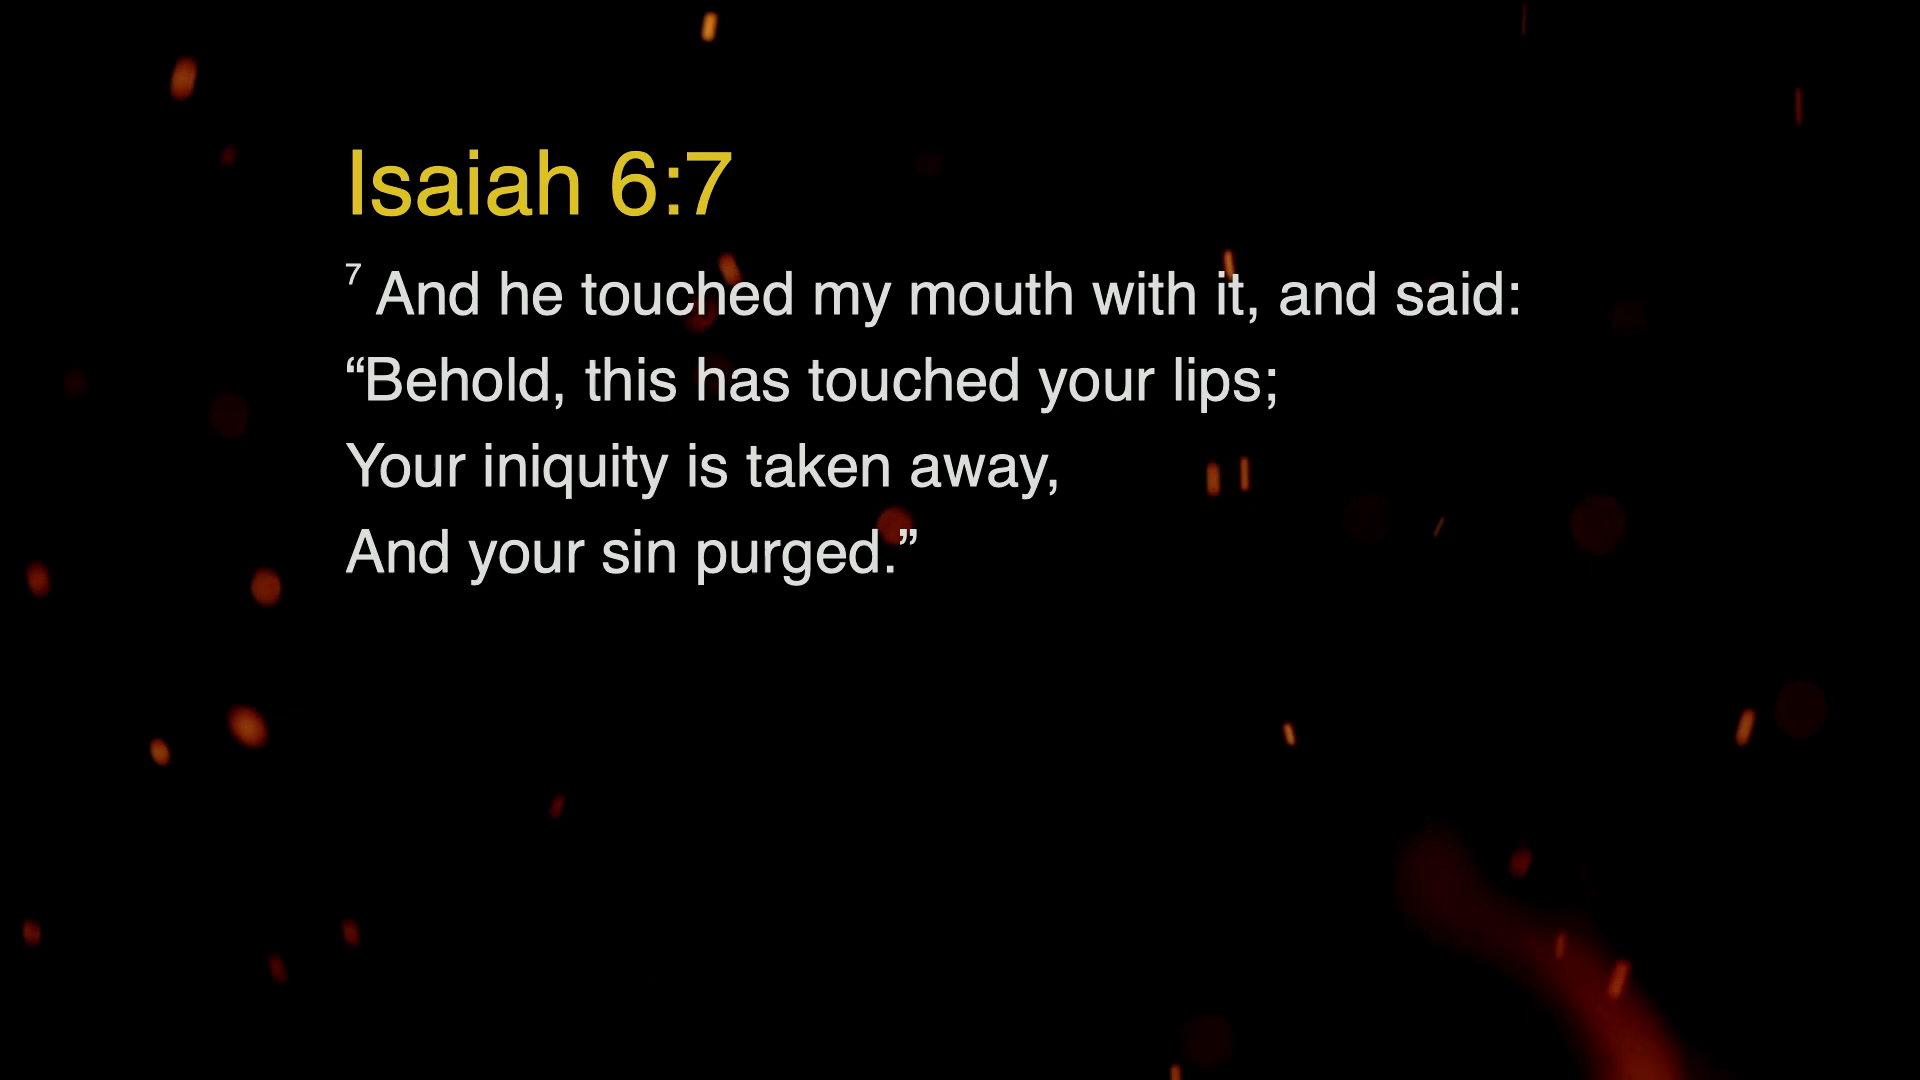 Isaiah 6:7
7 And he touched my mouth with it, and said:
“Behold, this has touched your lips;
Your iniquity is taken away,
And your sin purged.”